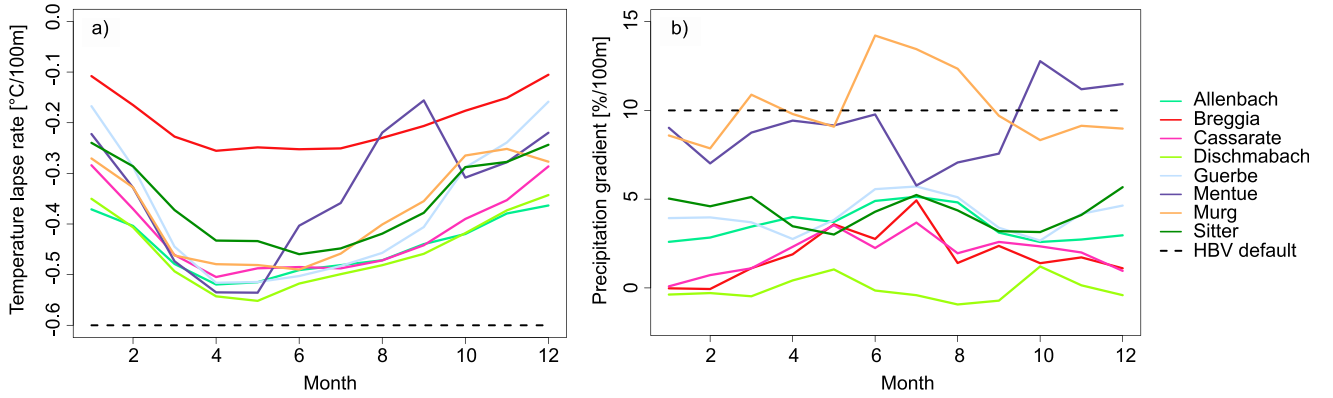 a)
Temperature lapse rate [°C/100m]
0.0
-0.1
-0.2
-0.3
-0.4
-0.5
-0.6
2 4 6 8 10 12
Month
b)
Precipitation gradient [%/100m]
15
10
5
0
2 4 6 8 10 12
Month
Allenbach
Breggia
Cassarate
Dischmabach
Guerbe
Mentue
Murg
Sitter
HBV default